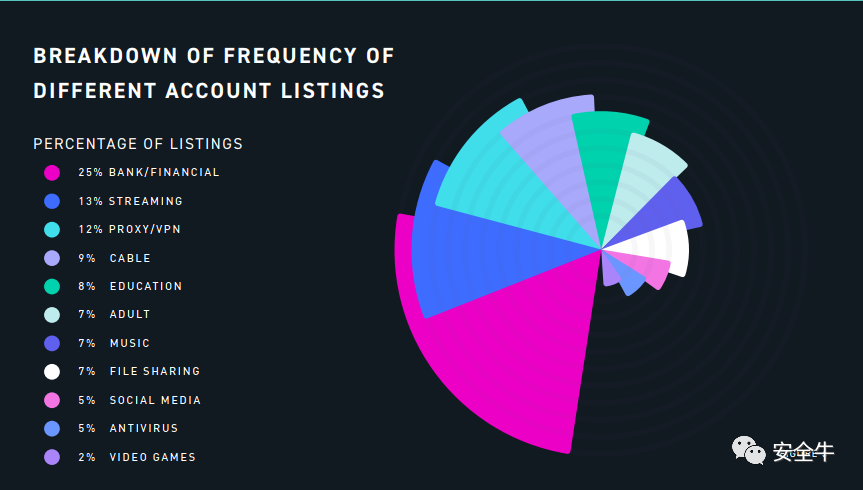 BREAKDOWN OF FREQUENCY OF
DIFFERENT ACCOUNT LISTINGS
PERCENTAGE OF LISTINGS
25% BANK/FINANCIAL
13% STREAMING
12% PROXY/VPN
9% CABLE
8% EDUCATION
7% ADULT
7% MUSIC
7% FILE SHARING
5% SOCIAL MEDIA
5% ANTIVIRUS
2% VIDEO GAMES
安全牛